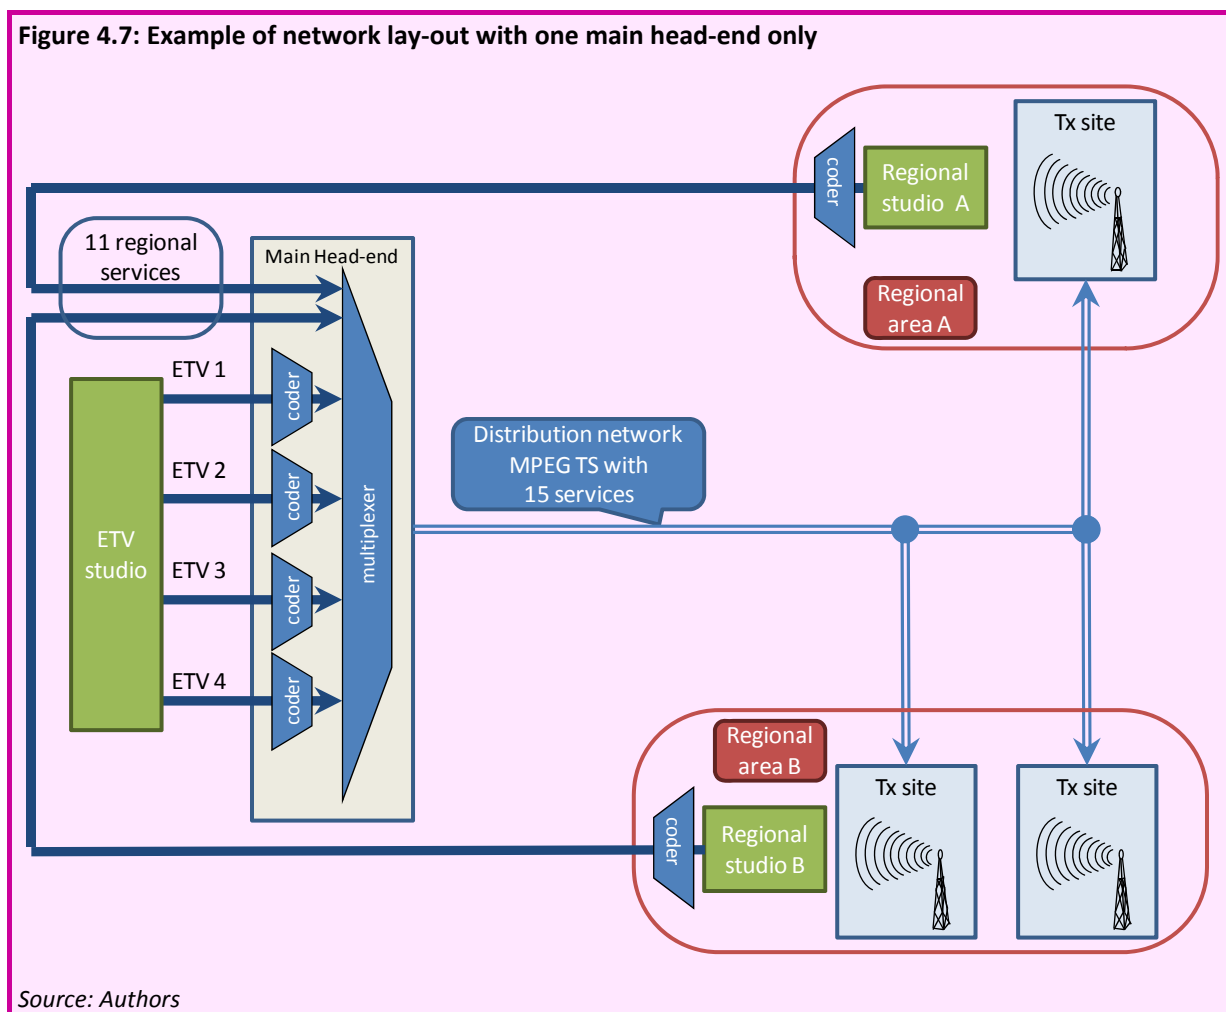 Figure 4.7: Example of network lay-out with one main head-end only
Tx site
coder
Regional
studio A
Regional
area A
11 regional
services
Main Head-end
ETV 1
coder
ETV 2
coder
ETV 3
coder
ETV 4
coder
ETV
studio
multiplexer
Distribution network
MPEG TS with
15 services
Regional
area B
coder
Regional
studio B
Tx site
Tx site
Source: Authors